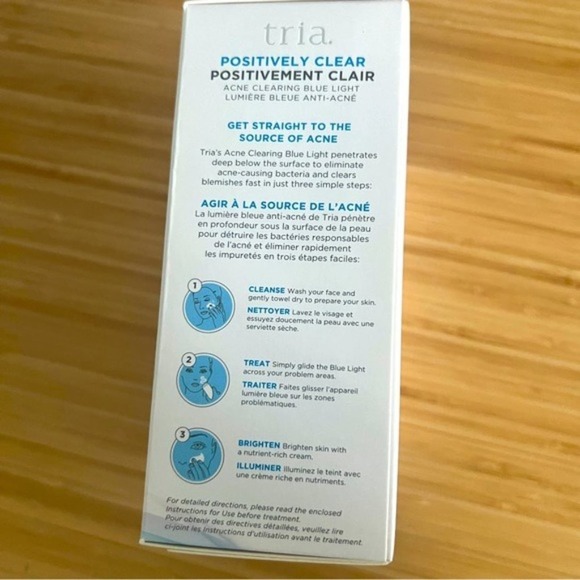 tria.
POSITIVELY CLEAR
POSITIVEMENT CLAIR
ACNE CLEARING BLUE LIGHT
LUMIÈRE BLEUE ANTI-ACNÉ
GET STRAIGHT TO THE
SOURCE OF ACNE
Tria's Acne Clearing Blue Light penetrates
deep below the surface to eliminate
acne-causing bacteria and clears
blemishes fast in just three simple steps:
AGIR À LA SOURCE DE L'ACNÉ
La lumière bleue anti-acné de Tria pénètre
en profondeur sous la surface de la peau
pour détruire les bactéries responsables
de l'acné et éliminer rapidement
les impuretés en trois étapes faciles:
1
CLEANSE Wash your face and
gently towel dry to prepare your skin.
NETTOYER Lavez le visage et
essuyez doucement la peau avec une
serviette sèche.
2
TREAT Simply glide the Blue Light
across your problem areas.
TRAITER Faites glisser l'appareil
lumière bleue sur les zones
problématiques.
3
BRIGHTEN Brighten skin with
a nutrient-rich cream.
ILLUMINER Illuminez le teint avec
une crème riche en nutriments.
For detailed directions, please read the enclosed
Instructions for Use before treatment.
Pour obtenir des directives détaillées, veuillez lire
ci-joint les Instructions d'utilisation avant le traitement.